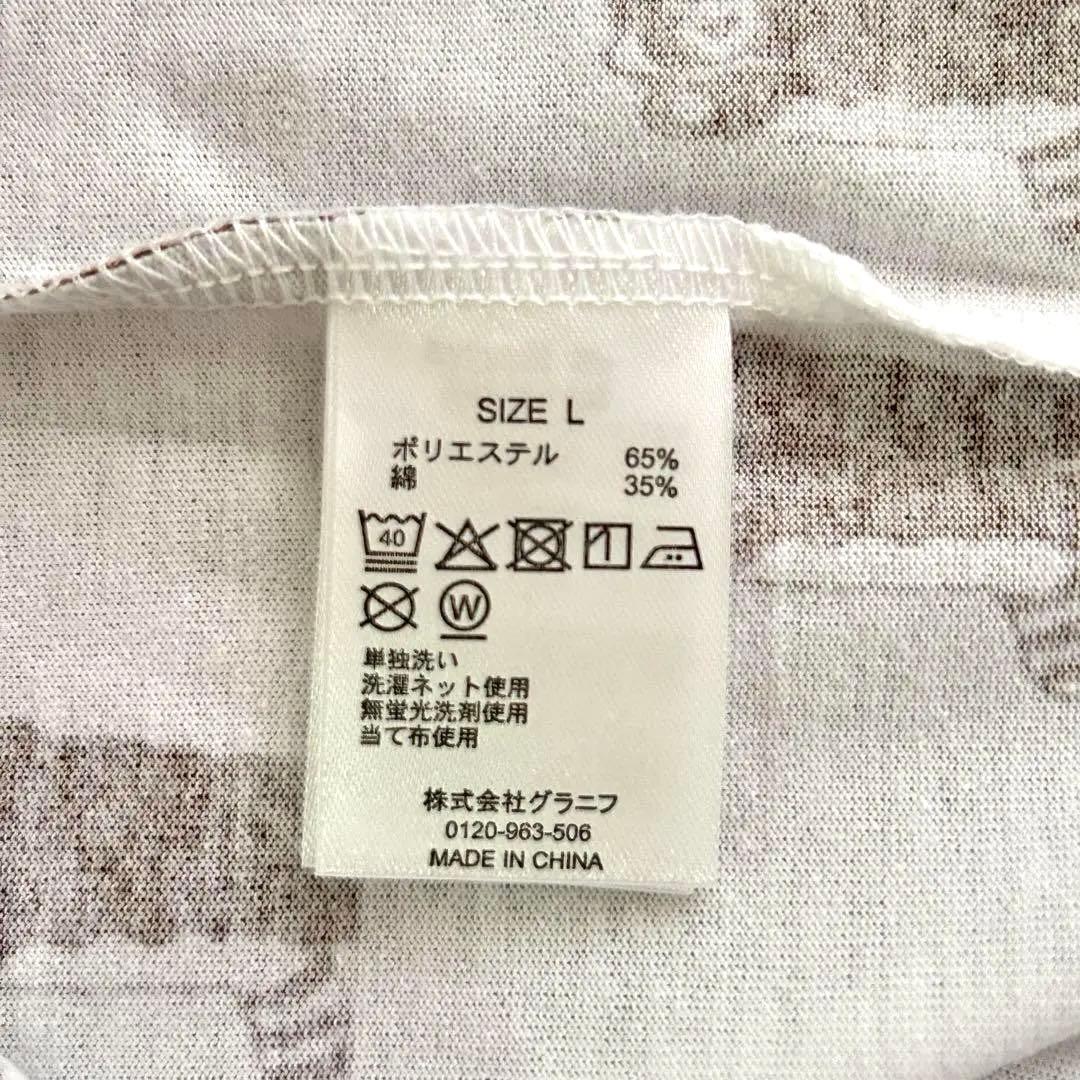 SIZE L
ポリエステル 65%
綿 35%
40
W
単独洗い
洗濯ネット使用
無蛍光洗剤使用
当て布使用
株式会社グラニフ
0120-963-506
MADE IN CHINA